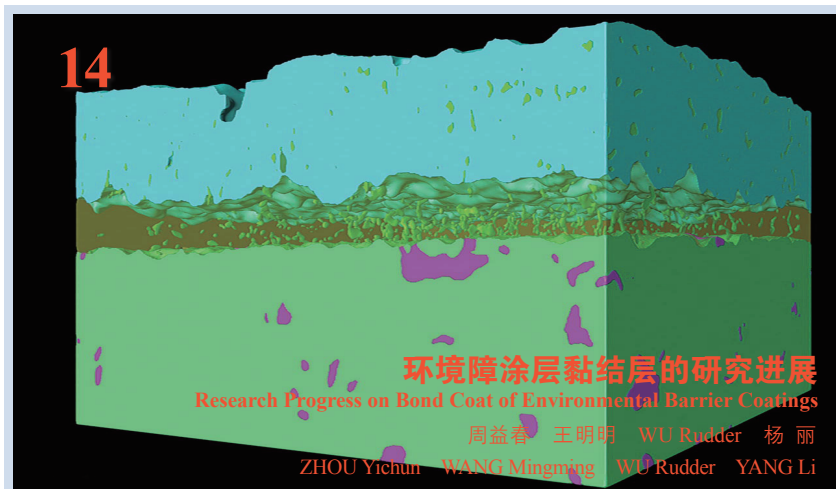 14
环境障涂层黏结层的研究进展
Research Progress on Bond Coat of Environmental Barrier Coatings
周益春 王明明 WU Rudder 杨 丽
ZHOU Yichun WANG Mingming WU Rudder YANG Li